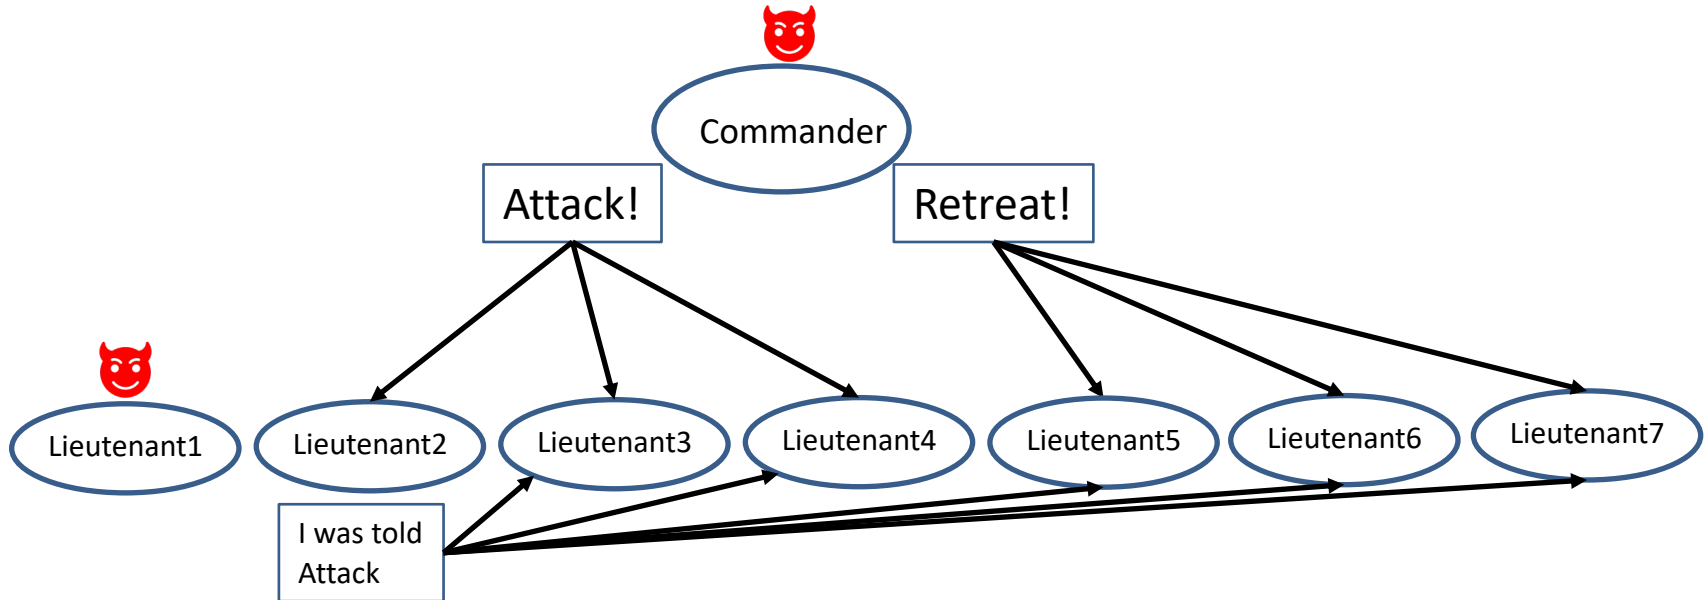 Commander
Attack!
Retreat!
Lieutenant1
Lieutenant2
Lieutenant3
Lieutenant4
Lieutenant5
Lieutenant6
Lieutenant7
I was told
Attack